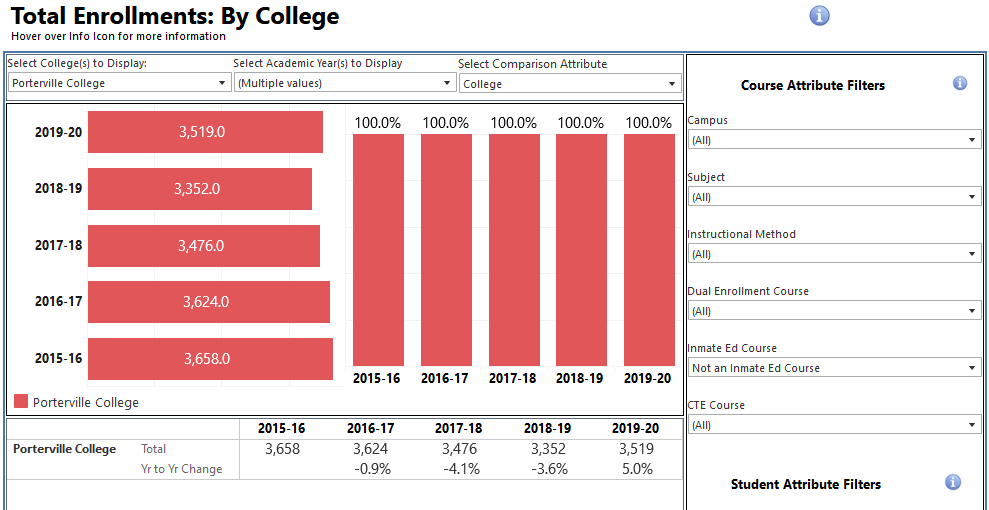 Total Enrollments: By College
Hover over Info Icon for more information
Select College(s) to Display:
Porterville College
Select Academic Year(s) to Display
(Multiple values)
Select Comparison Attribute
College
2019-20
3,519.0
2018-19
3,352.0
2017-18
3,476.0
2016-17
3,624.0
2015-16
3,658.0
100.0% 100.0% 100.0% 100.0% 100.0%
2015-16 2016-17 2017-18 2018-19 2019-20
Porterville College
2015-16 2016-17 2017-18 2018-19 2019-20
Porterville College Total 3,658 3,624 3,476 3,352 3,519
Yr to Yr Change -0.9% -4.1% -3.6% 5.0%
Course Attribute Filters
Campus
(All)
Subject
(All)
Instructional Method
(All)
Dual Enrollment Course
(All)
Inmate Ed Course
Not an Inmate Ed Course
CTE Course
(All)
Student Attribute Filters